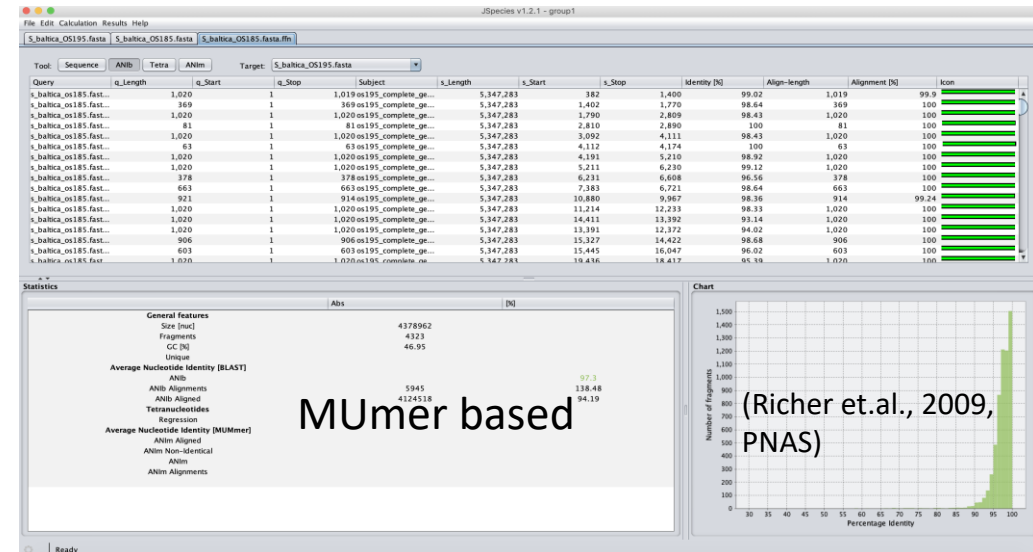 JSpecies v1.2.1 - group1
File Edit Calculation Results Help
S_baltica_OS195.fasta S_baltica_OS185.fasta S_baltica_OS185.fasta.ffn
Tool: Sequence ANIb Tetra ANIm Target: S_baltica_OS195.fasta
Query q_Length q_Start q_Stop Subject s_Length s_Start s_Stop Identity [%] Align-length Alignment [%] Icon
s_baltica_os185.fast... 1,020 1 1,019 os195_complete_ge... 5,347,283 382 1,400 99.02 1,019 99.9
s_baltica_os185.fast... 369 1 369 os195_complete_ge... 5,347,283 1,402 1,770 98.64 369 100
s_baltica_os185.fast... 1,020 1 1,020 os195_complete_ge... 5,347,283 1,790 2,809 98.43 1,020 100
s_baltica_os185.fast... 81 1 81 os195_complete_ge... 5,347,283 2,810 2,890 100 81 100
s_baltica_os185.fast... 1,020 1 1,020 os195_complete_ge... 5,347,283 3,092 4,111 98.43 1,020 100
s_baltica_os185.fast... 63 1 63 os195_complete_ge... 5,347,283 4,112 4,174 100 63 100
s_baltica_os185.fast... 1,020 1 1,020 os195_complete_ge... 5,347,283 4,191 5,210 98.92 1,020 100
s_baltica_os185.fast... 1,020 1 1,020 os195_complete_ge... 5,347,283 5,211 6,230 99.12 1,020 100
s_baltica_os185.fast... 378 1 378 os195_complete_ge... 5,347,283 6,231 6,608 96.56 378 100
s_baltica_os185.fast... 663 1 663 os195_complete_ge... 5,347,283 7,383 6,721 98.64 663 100
s_baltica_os185.fast... 921 1 914 os195_complete_ge... 5,347,283 10,880 9,967 98.36 914 99.24
s_baltica_os185.fast... 1,020 1 1,020 os195_complete_ge... 5,347,283 11,214 12,233 98.33 1,020 100
s_baltica_os185.fast... 1,020 1 1,020 os195_complete_ge... 5,347,283 14,411 13,392 93.14 1,020 100
s_baltica_os185.fast... 1,020 1 1,020 os195_complete_ge... 5,347,283 13,391 12,372 94.02 1,020 100
s_baltica_os185.fast... 906 1 906 os195_complete_ge... 5,347,283 15,327 14,422 98.68 906 100
s_baltica_os185.fast... 603 1 603 os195_complete_ge... 5,347,283 15,445 16,047 96.02 603 100
s_baltica_os185.fast... 1,020 1 1,020 os195_complete_ge... 5,347,283 19,436 18,417 95.39 1,020 100
Statistics
Abs [%]
General features
Size [nuc] 4378962
Fragments 4323
GC [%] 46.95
Unique
Average Nucleotide Identity [BLAST]
ANIb 97.3
ANIb Alignments 5945 138.48
ANIb Aligned 4124518 94.19
Tetranucleotides
Regression
Average Nucleotide Identity [MUMmer]
ANIm Aligned
ANIm Non-Identical
ANIm
ANIm Alignments
MUmer based
Chart
1,500
1,400
1,300
1,200
1,100
1,000
900
800
700
500
400
300
200
100
0
Number of fragments
30 35 40 45 50 55 60 65 70 75 80 85 90 95 100
Percentage Identity
(Richer et.al., 2009,
PNAS)
Ready